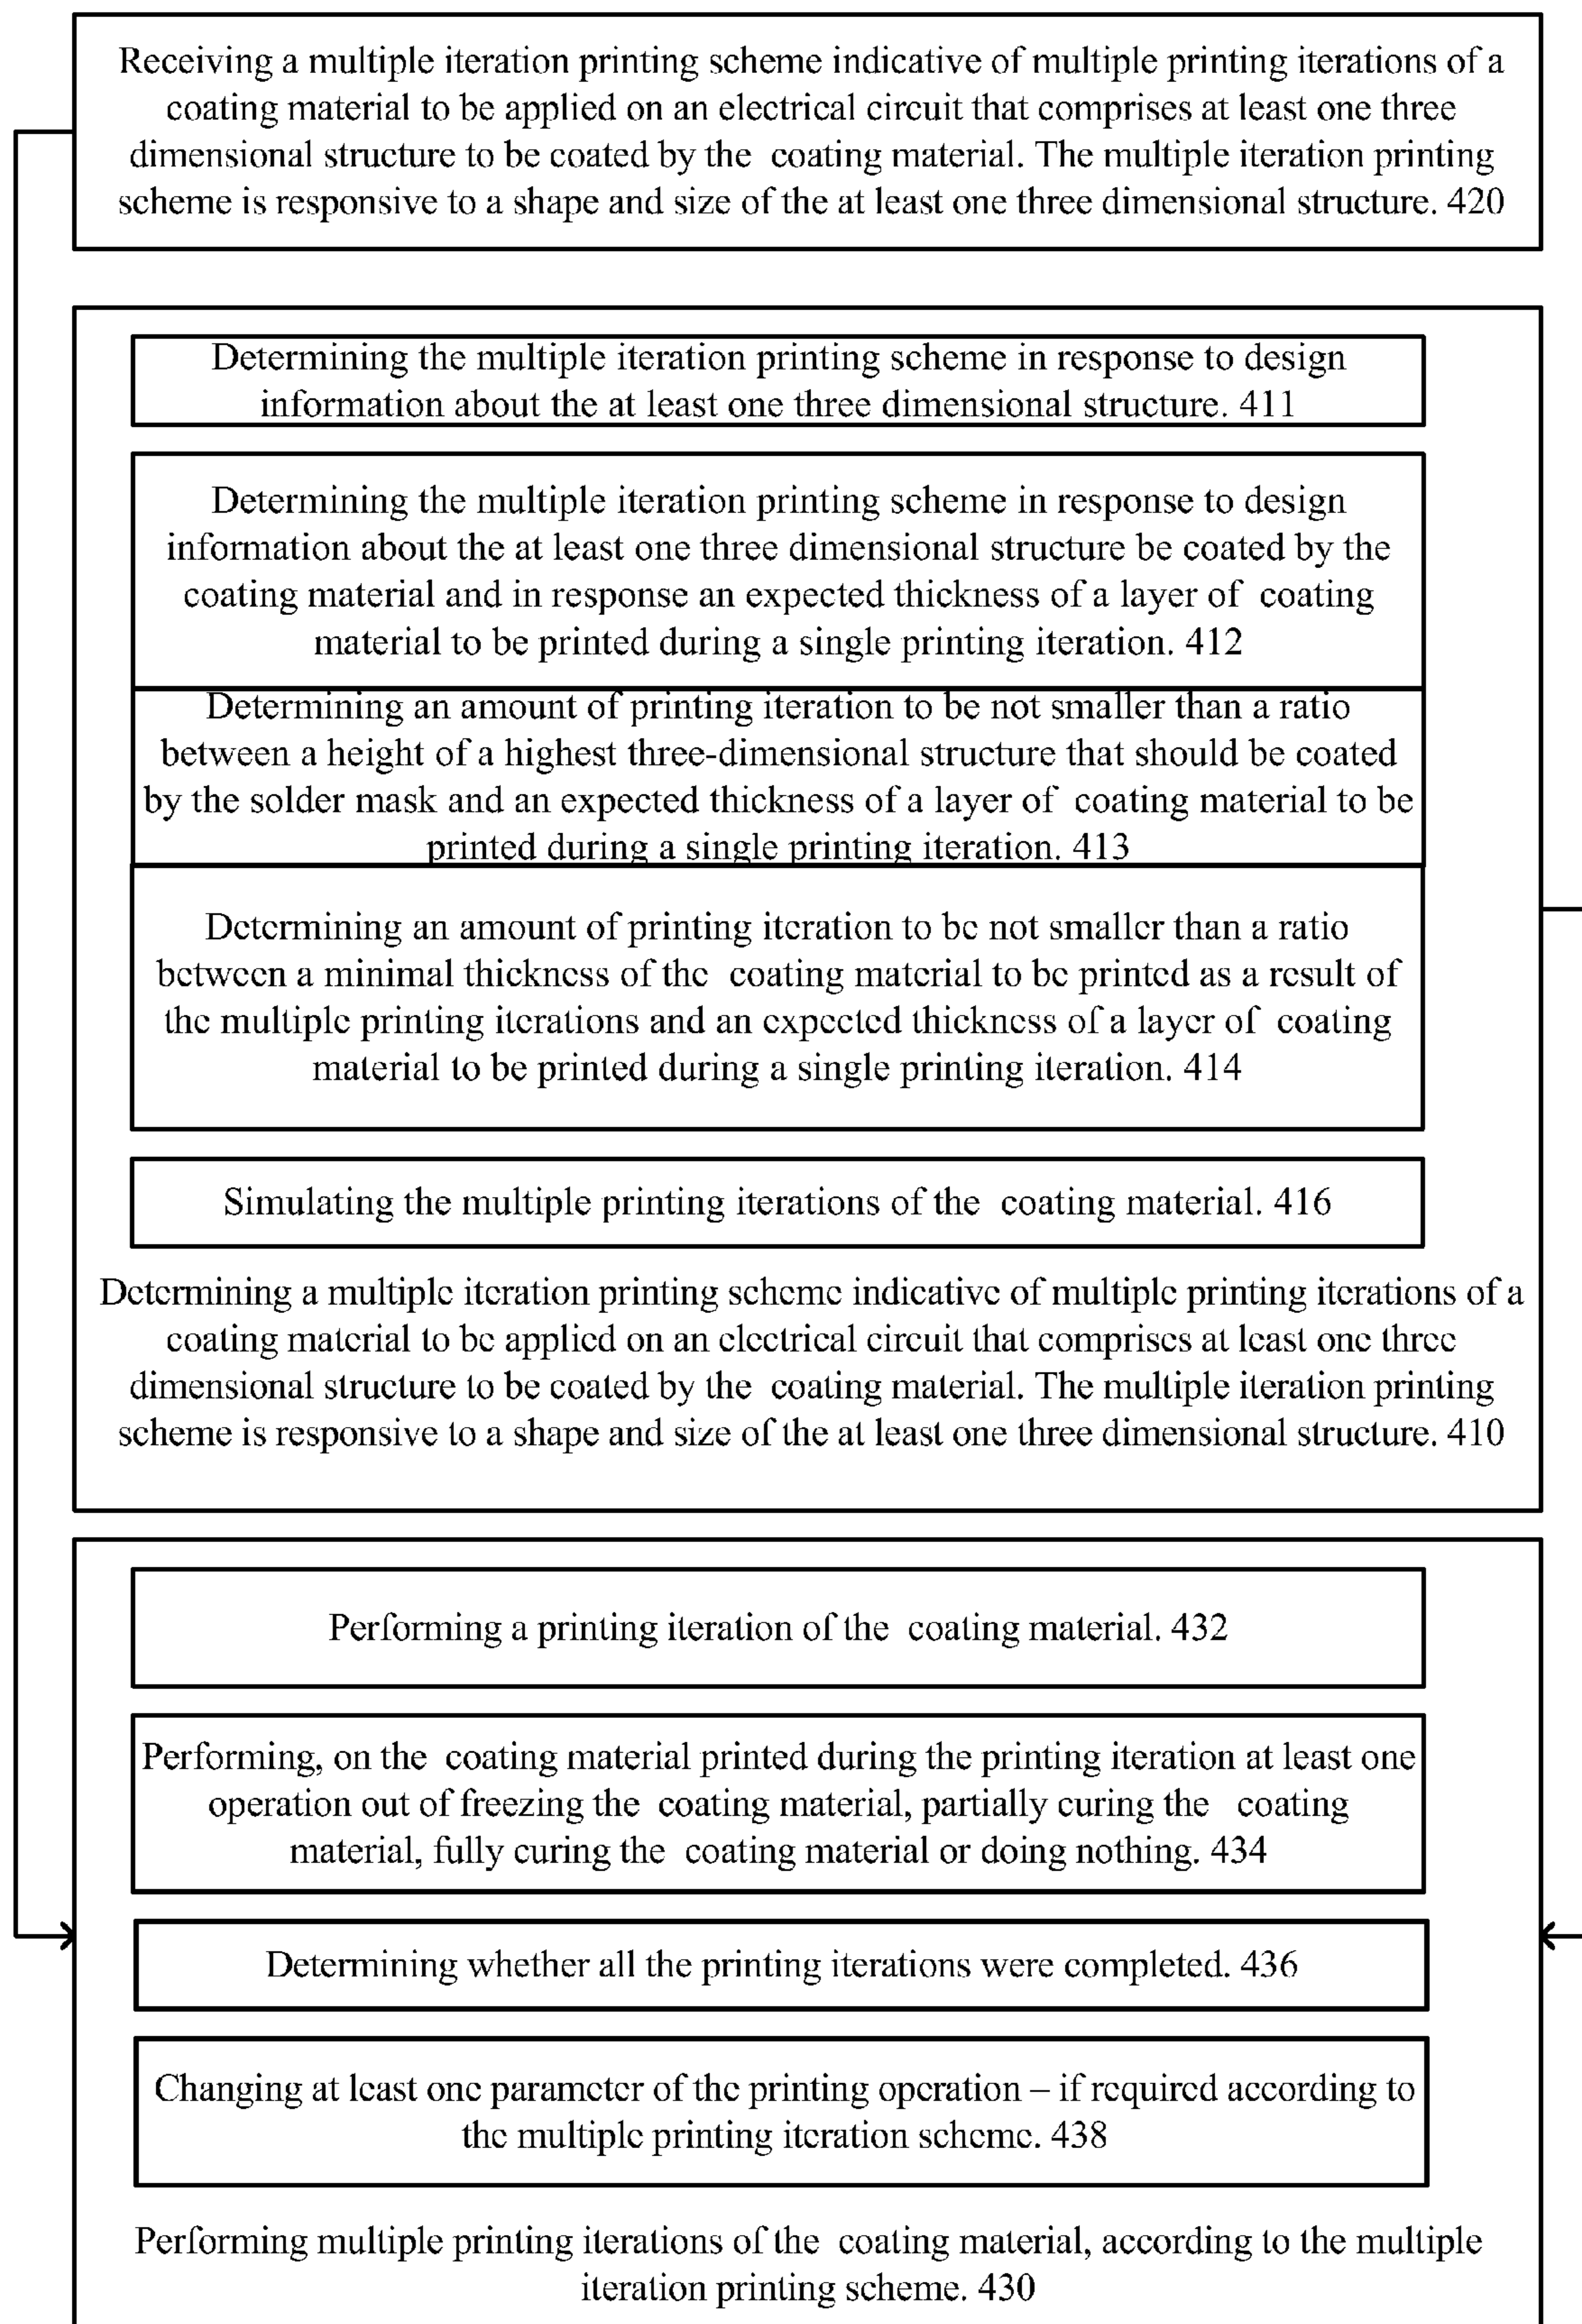 Receiving a multiple iteration printing scheme indicative of multiple printing iterations of a
coating material to be applied on an electrical circuit that comprises at least one three
dimensional structure to be coated by the coating material. The multiple iteration printing
scheme is responsive to a shape and size of the at least one three dimensional structure. 420
Determining the multiple iteration printing scheme in response to design
information about the at least one three dimensional structure. 411
Determining the multiple iteration printing scheme in response to design
information about the at least one three dimensional structure be coated by the
coating material and in response an expected thickness of a layer of coating
material to be printed during a single printing iteration. 412
Determining an amount of printing iteration to be not smaller than a ratio
between a height of a highest three-dimensional structure that should be coated
by the solder mask and an expected thickness of a layer of coating material to be
printed during a single printing iteration. 413
Determining an amount of printing iteration to be not smaller than a ratio
between a minimal thickness of the coating material to be printed as a result of
the multiple printing iterations and an expected thickness of a layer of coating
material to be printed during a single printing iteration. 414
Simulating the multiple printing iterations of the coating material. 416
Determining a multiple iteration printing scheme indicative of multiple printing iterations of a
coating material to be applied on an electrical circuit that comprises at least one three
dimensional structure to be coated by the coating material. The multiple iteration printing
scheme is responsive to a shape and size of the at least one three dimensional structure. 410
Performing a printing iteration of the coating material. 432
Performing, on the coating material printed during the printing iteration at least one
operation out of freezing the coating material, partially curing the coating
material, fully curing the coating material or doing nothing. 434
Determining whether all the printing iterations were completed. 436
Changing at least one parameter of the printing operation – if required according to
the multiple printing iteration scheme. 438
Performing multiple printing iterations of the coating material, according to the multiple
iteration printing scheme. 430